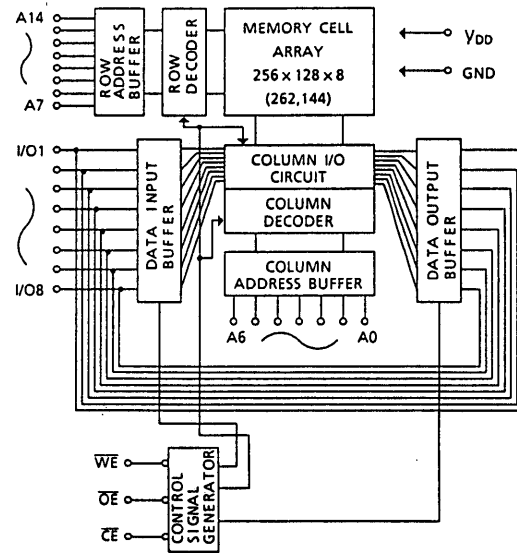 A14
A7
ROW ADDRESS BUFFER
ROW DECODER
MEMORY CELL
ARRAY
256 x 128 x 8
(262,144)
VDD
GND
I/O1
I/O8
DATA INPUT
BUFFER
COLUMN I/O
CIRCUIT
COLUMN
DECODER
COLUMN
ADDRESS BUFFER
DATA OUTPUT
BUFFER
A6
A0
WE
OE
CE
CONTROL
SIGNAL
GENERATOR